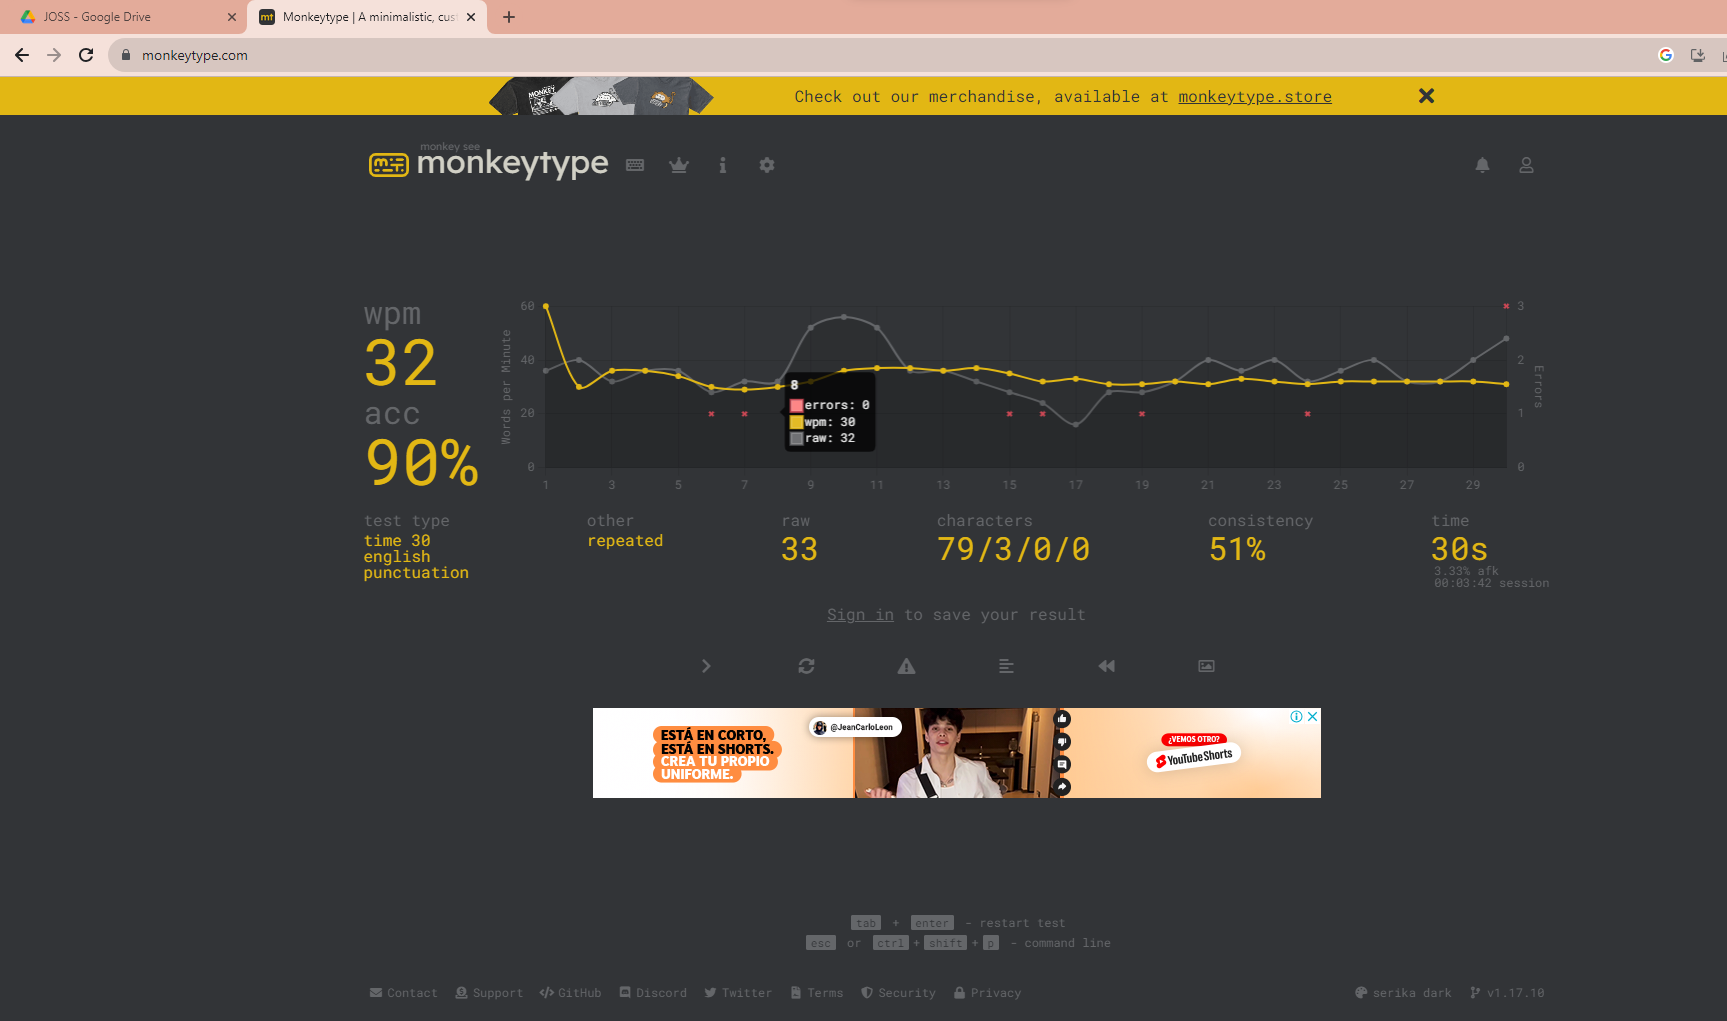 JOSS - Google Drive
Monkeytype | A minimalistic, cus
monkeytype.com
MONKEY
Check out our merchandise, available at monkeytype.store
monkey see
monkeytype
wpm
32
acc
90%
Words per Minute
60
40
20
0
3
2
1
0
Errors
8
errors: 0
wpm: 30
raw: 32
1 3 5 7 9 11 13 15 17 19 21 23 25 27 29
test type
time 30
english
punctuation
other
repeated
raw
33
characters
79/3/0/0
consistency
51%
time
30s
3.33% afk
00:03:42 session
Sign in to save your result
ESTÁ EN CORTO,
ESTÁ EN SHORTS.
CREA TU PROPIO
UNIFORME.
@JeanCarloLeon
¿VEMOS OTRO?
YouTube Shorts
tab + enter - restart test
esc or ctrl + shift + p - command line
Contact Support GitHub Discord Twitter Terms Security Privacy
serika dark v1.17.10